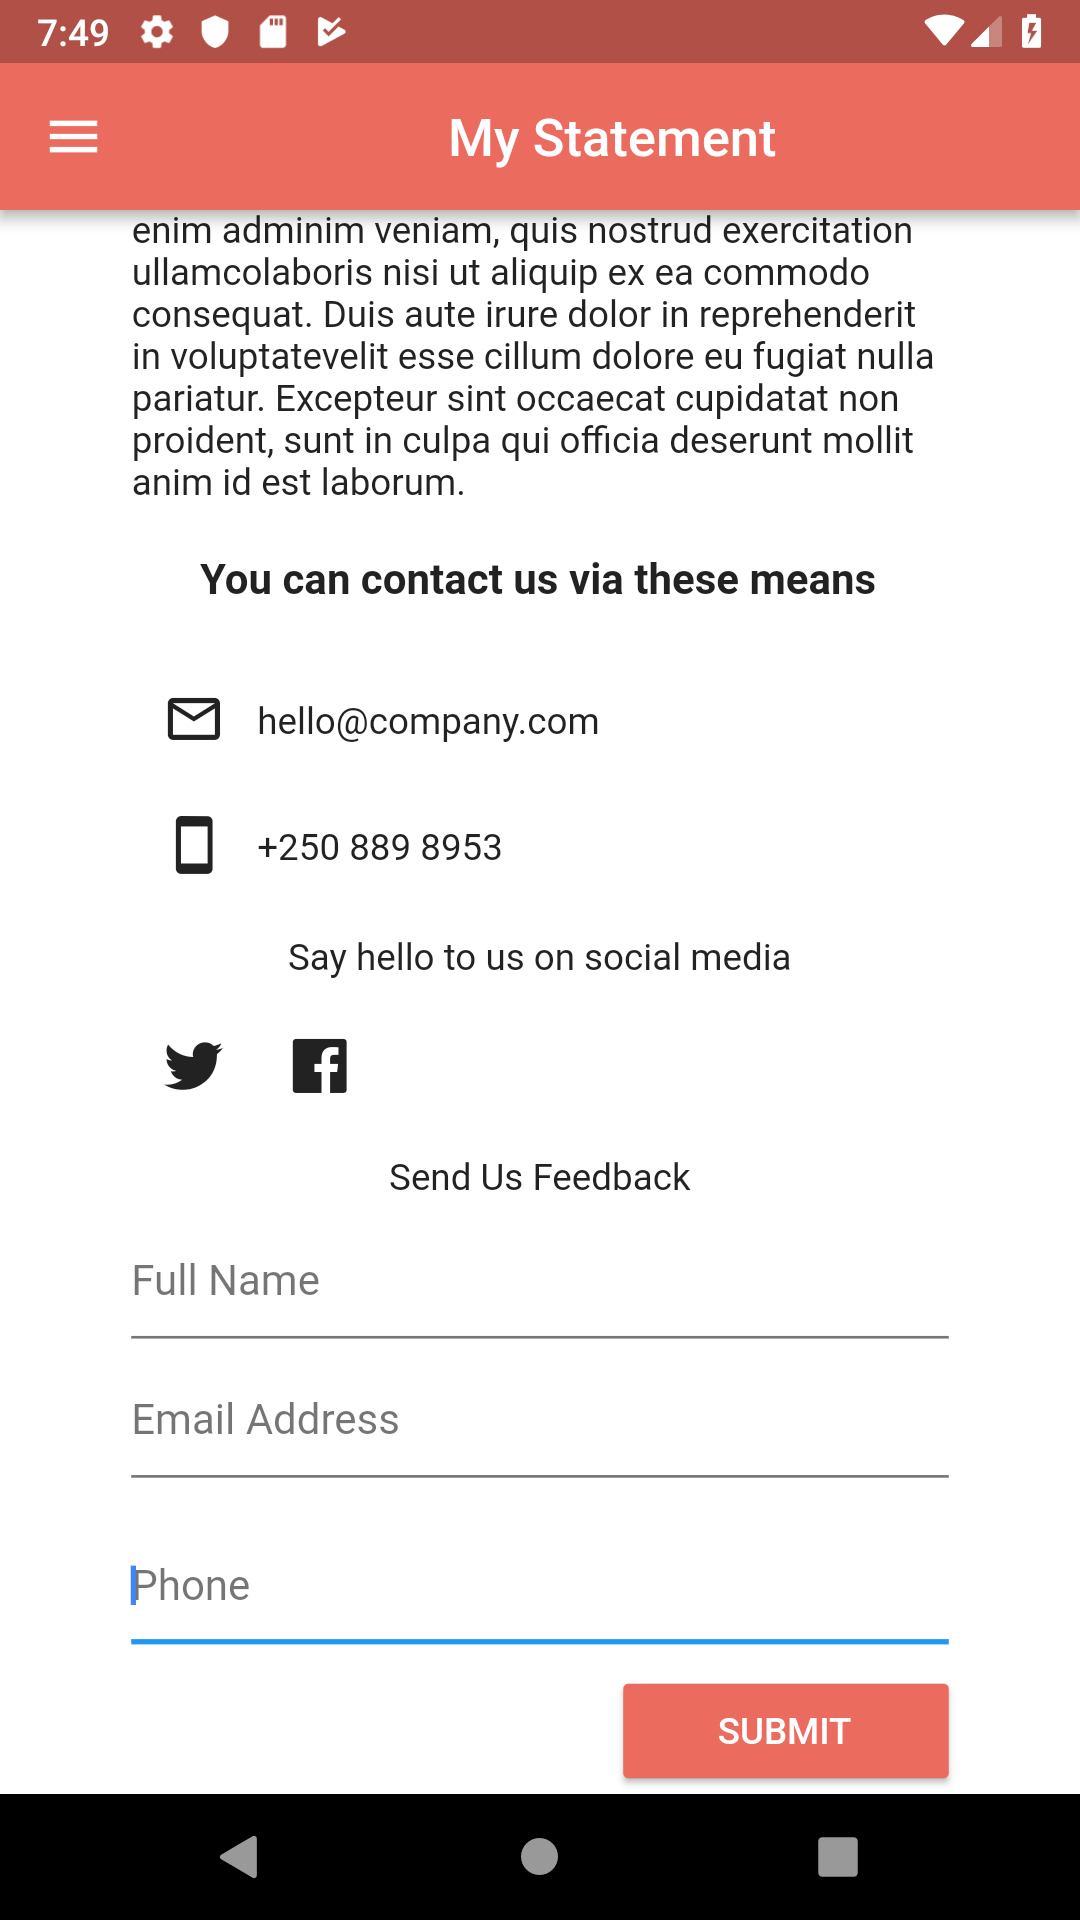 7:49
My Statement
enim adminim veniam, quis nostrud exercitation
ullamcolaboris nisi ut aliquip ex ea commodo
consequat. Duis aute irure dolor in reprehenderit
in voluptatevelit esse cillum dolore eu fugiat nulla
pariatur. Excepteur sint occaecat cupidatat non
proident, sunt in culpa qui officia deserunt mollit
anim id est laborum.
You can contact us via these means
hello@company.com
+250 889 8953
Say hello to us on social media
Send Us Feedback
Full Name
Email Address
Phone
SUBMIT